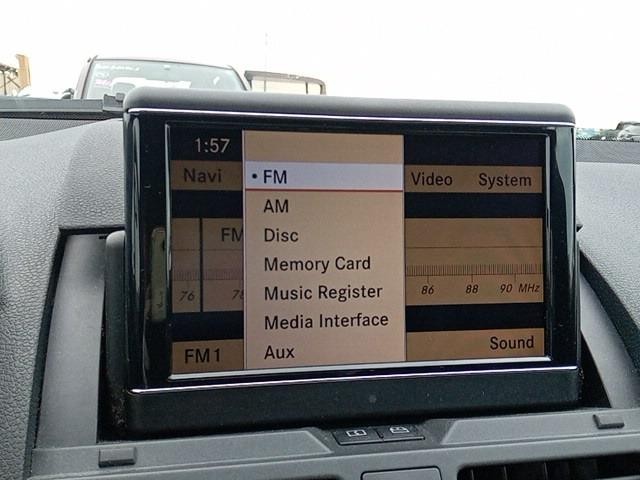 1:57
Navi
Video System
• FM
AM
Disc
Memory Card
Music Register
Media Interface
Aux
FM
76 78 86 88 90 MHz
FM1
Sound